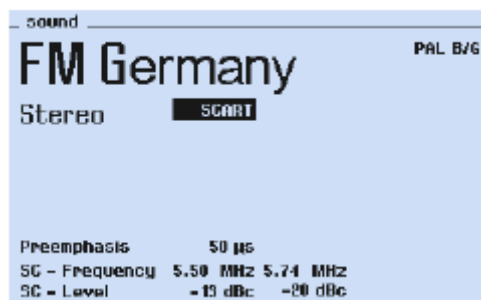 sound
FM Germany
PAL B/G
Stereo SCART
Preemphasis 50 µs
SC - Frequency 5.50 MHz 5.74 MHz
SC - Level -13 dBc -20 dBc